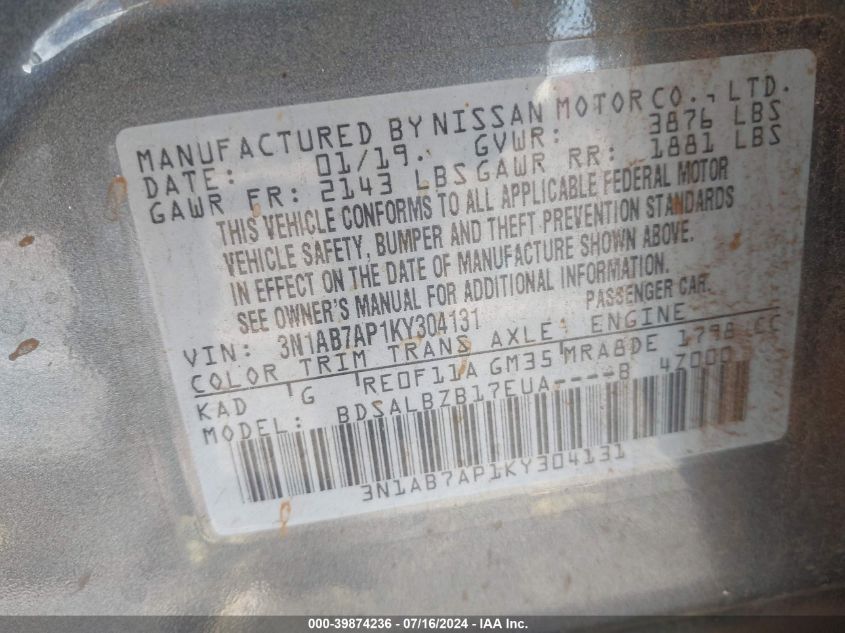 MANUFACTURED BY NISSAN MOTOR CO., LTD.
DATE: 01/19. GVWR: 3876 LBS
GAWR FR: 2143 LBS GAWR RR: 1881 LBS
THIS VEHICLE CONFORMS TO ALL APPLICABLE FEDERAL MOTOR
VEHICLE SAFETY, BUMPER AND THEFT PREVENTION STANDARDS
IN EFFECT ON THE DATE OF MANUFACTURE SHOWN ABOVE.
SEE OWNER'S MANUAL FOR ADDITIONAL INFORMATION.
VIN: 3N1AB7AP1KY304131 PASSENGER CAR.
COLOR TRIM TRANS AXLE: ENGINE
KAD G RE0F11A GM35 MRA8DE 1798 CC
MODEL: BDSALBZB17EUA----B 4Z000
3N1AB7AP1KY304131
000-39874236 - 07/16/2024 - IAA Inc.